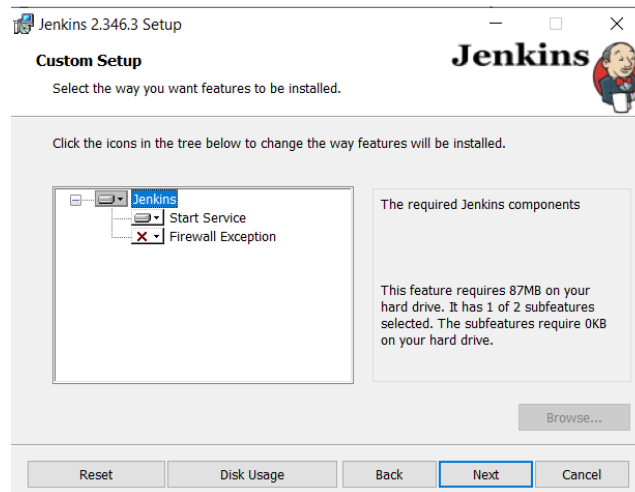 Jenkins 2.346.3 Setup
Custom Setup
Jenkins
Select the way you want features to be installed.
Click the icons in the tree below to change the way features will be installed.
Jenkins
Start Service
Firewall Exception
The required Jenkins components
This feature requires 87MB on your
hard drive. It has 1 of 2 subfeatures
selected. The subfeatures require 0KB
on your hard drive.
Browse...
Reset
Disk Usage
Back
Next
Cancel